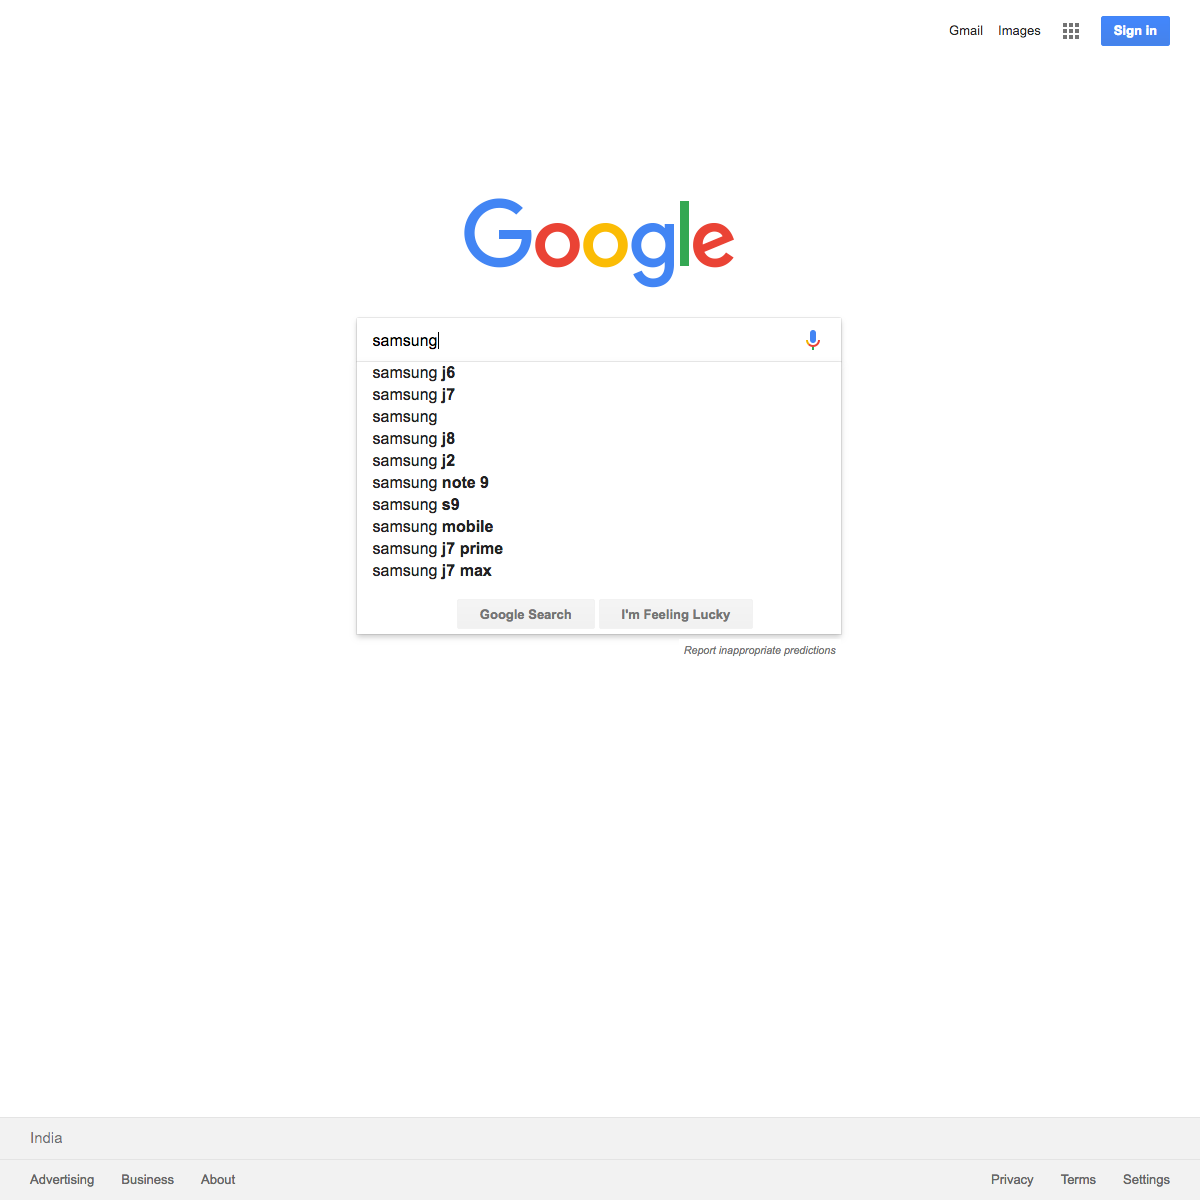 Gmail Images Sign in
Google
samsung
samsung j6
samsung j7
samsung
samsung j8
samsung j2
samsung note 9
samsung s9
samsung mobile
samsung j7 prime
samsung j7 max
Google Search I'm Feeling Lucky
Report inappropriate predictions
India
Advertising Business About Privacy Terms Settings